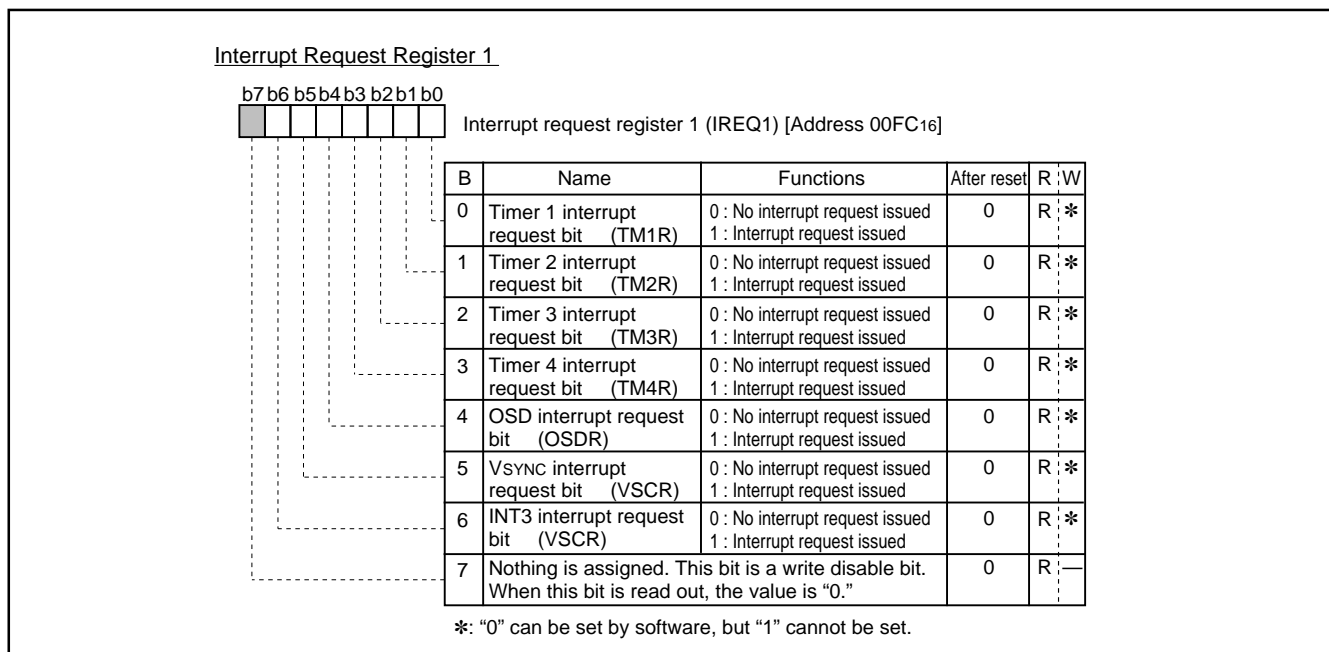 Interrupt Request Register 1
b7 b6 b5 b4 b3 b2 b1 b0
Interrupt request register 1 (IREQ1) [Address 00FC16]
B Name Functions After reset R W
0 Timer 1 interrupt request bit (TM1R) 0 : No interrupt request issued 1 : Interrupt request issued 0 R ✻
1 Timer 2 interrupt request bit (TM2R) 0 : No interrupt request issued 1 : Interrupt request issued 0 R ✻
2 Timer 3 interrupt request bit (TM3R) 0 : No interrupt request issued 1 : Interrupt request issued 0 R ✻
3 Timer 4 interrupt request bit (TM4R) 0 : No interrupt request issued 1 : Interrupt request issued 0 R ✻
4 OSD interrupt request bit (OSDR) 0 : No interrupt request issued 1 : Interrupt request issued 0 R ✻
5 VSYNC interrupt request bit (VSCR) 0 : No interrupt request issued 1 : Interrupt request issued 0 R ✻
6 INT3 interrupt request bit (VSCR) 0 : No interrupt request issued 1 : Interrupt request issued 0 R ✻
7 Nothing is assigned. This bit is a write disable bit. When this bit is read out, the value is “0.” 0 R —
✻: “0” can be set by software, but “1” cannot be set.